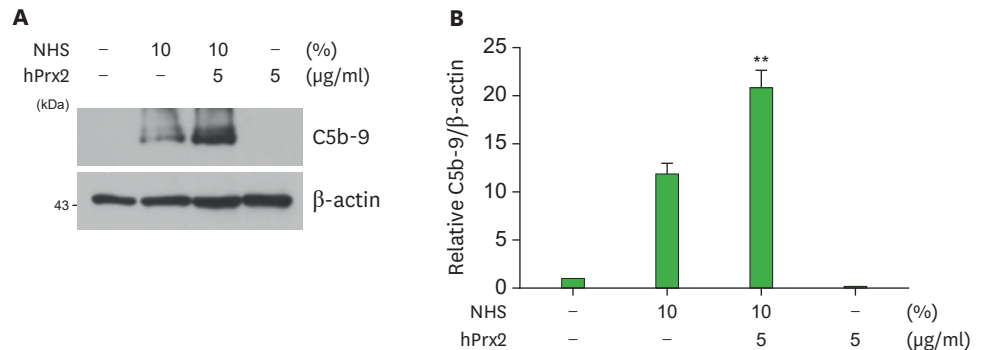 A
NHS – 10 10 – (%)
hPrx2 – – 5 5 (µg/ml)
(kDa)
C5b-9
43 -
β-actin
B
Relative C5b-9/β-actin
25
20
15
10
5
0
**
NHS – 10 10 – (%)
hPrx2 – – 5 5 (µg/ml)